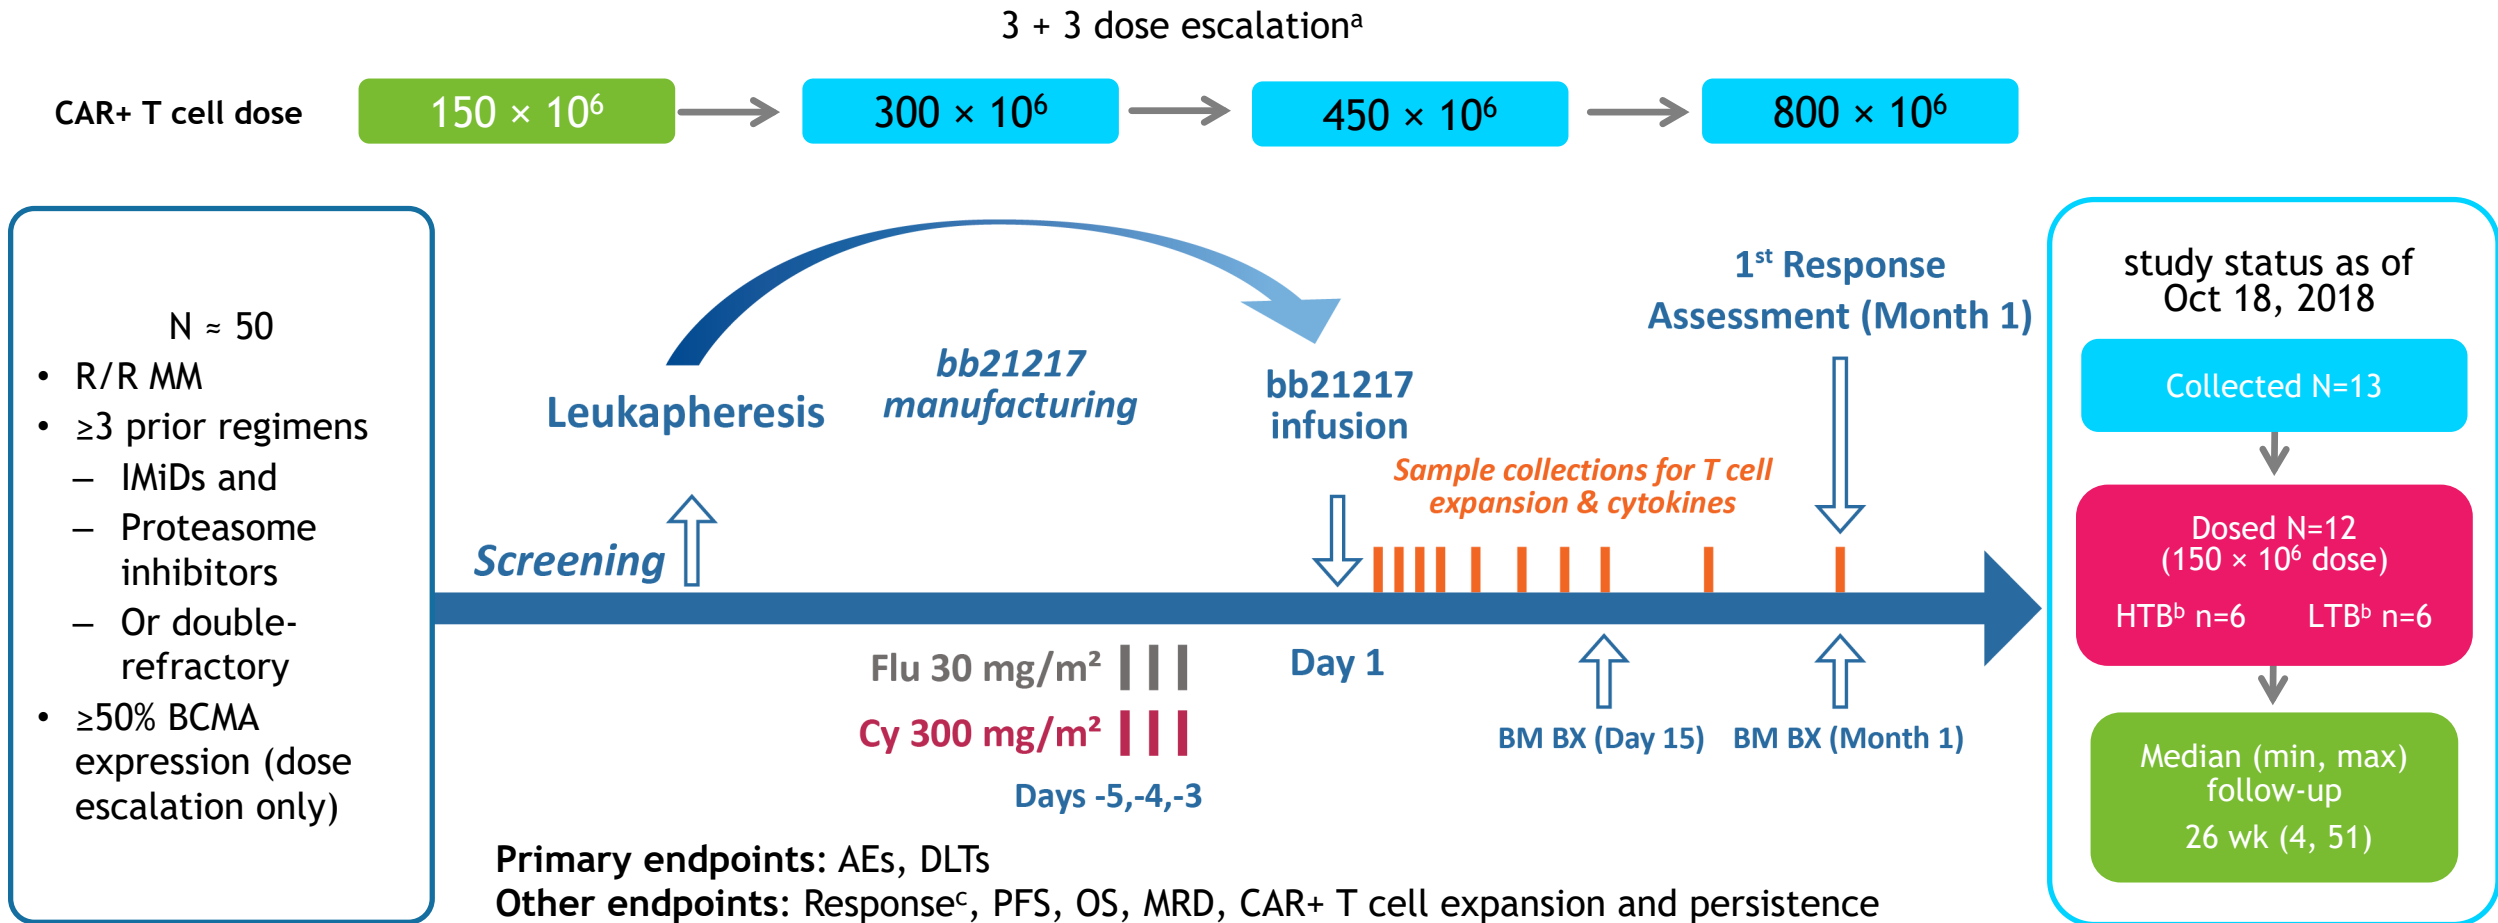 3 + 3 dose escalationᵃ
CAR+ T cell dose
150 × 10⁶
300 × 10⁶
450 × 10⁶
800 × 10⁶
N ≈ 50
• R/R MM
• ≥3 prior regimens
– IMiDs and
– Proteasome
inhibitors
– Or double-
refractory
• ≥50% BCMA
expression (dose
escalation only)
Screening
Leukapheresis
bb21217
manufacturing
bb21217
infusion
Sample collections for T cell
expansion & cytokines
1ˢᵗ Response
Assessment (Month 1)
Flu 30 mg/m²
Cy 300 mg/m²
Days -5,-4,-3
Day 1
BM BX (Day 15)
BM BX (Month 1)
Primary endpoints: AEs, DLTs
Other endpoints: Responseᶜ, PFS, OS, MRD, CAR+ T cell expansion and persistence
study status as of
Oct 18, 2018
Collected N=13
Dosed N=12
(150 × 10⁶ dose)
HTBᵇ n=6 LTBᵇ n=6
Median (min, max)
follow-up
26 wk (4, 51)